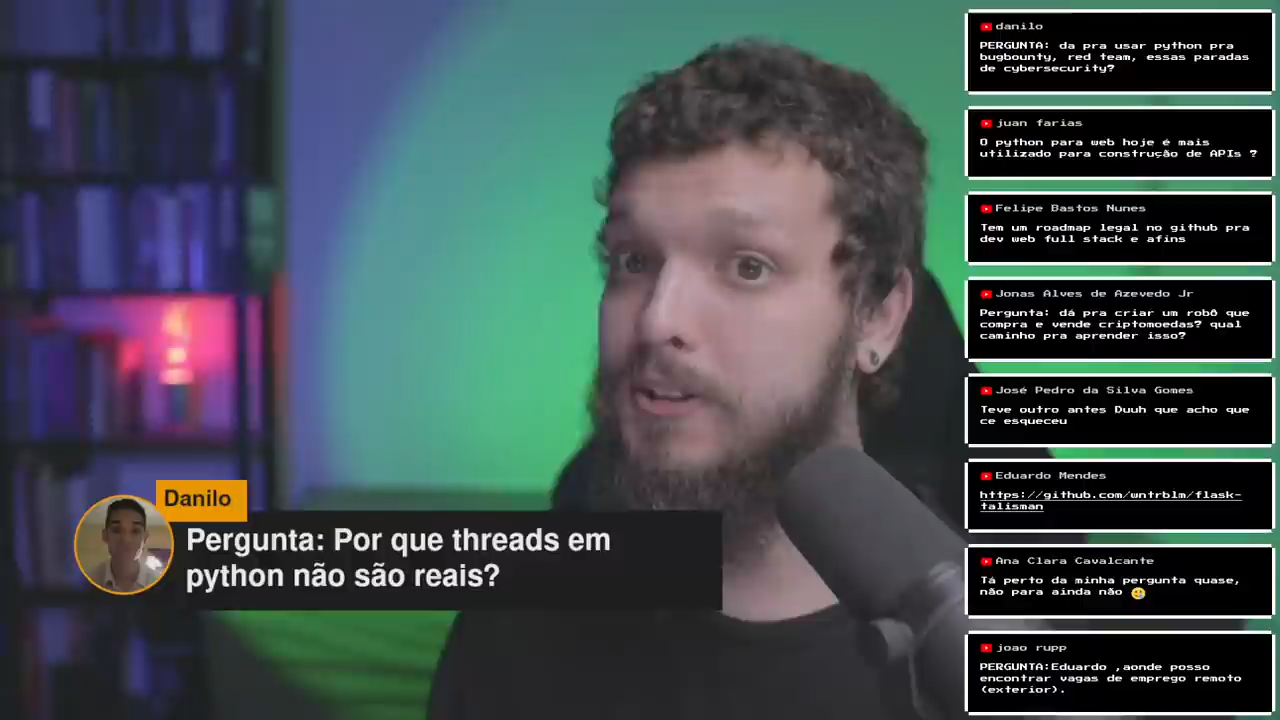 Danilo
Pergunta: Por que threads em
python não são reais?
danilo
PERGUNTA: da pra usar python pra
bugbounty, red team, essas paradas
de cybersecurity?
juan farias
O python para web hoje é mais
utilizado para construção de APIs ?
Felipe Bastos Nunes
Tem um roadmap legal no github pra
dev web full stack e afins
Jonas Alves de Azevedo Jr
Pergunta: dá pra criar um robô que
compra e vende criptomoedas? qual
caminho pra aprender isso?
José Pedro da Silva Gomes
Teve outro antes Duuh que acho que
ce esqueceu
Eduardo Mendes
https://github.com/wntrblm/flask-
talisman
Ana Clara Cavalcante
Tá perto da minha pergunta quase,
não para ainda não 😅
joao rupp
PERGUNTA:Eduardo ,aonde posso
encontrar vagas de emprego remoto
(exterior).